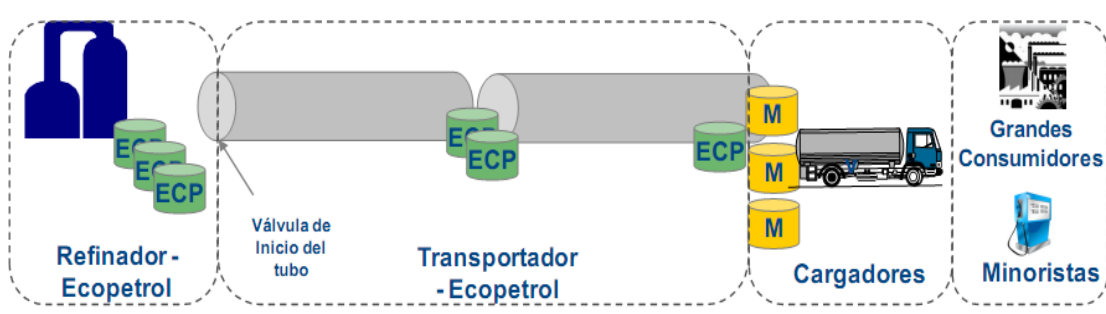 ECP
ECP
ECP
Refinador -
Ecopetrol
Válvula de
Inicio del
tubo
ECP
ECP
ECP
Transportador
- Ecopetrol
M
M
M
Cargadores
Grandes
Consumidores
Minoristas